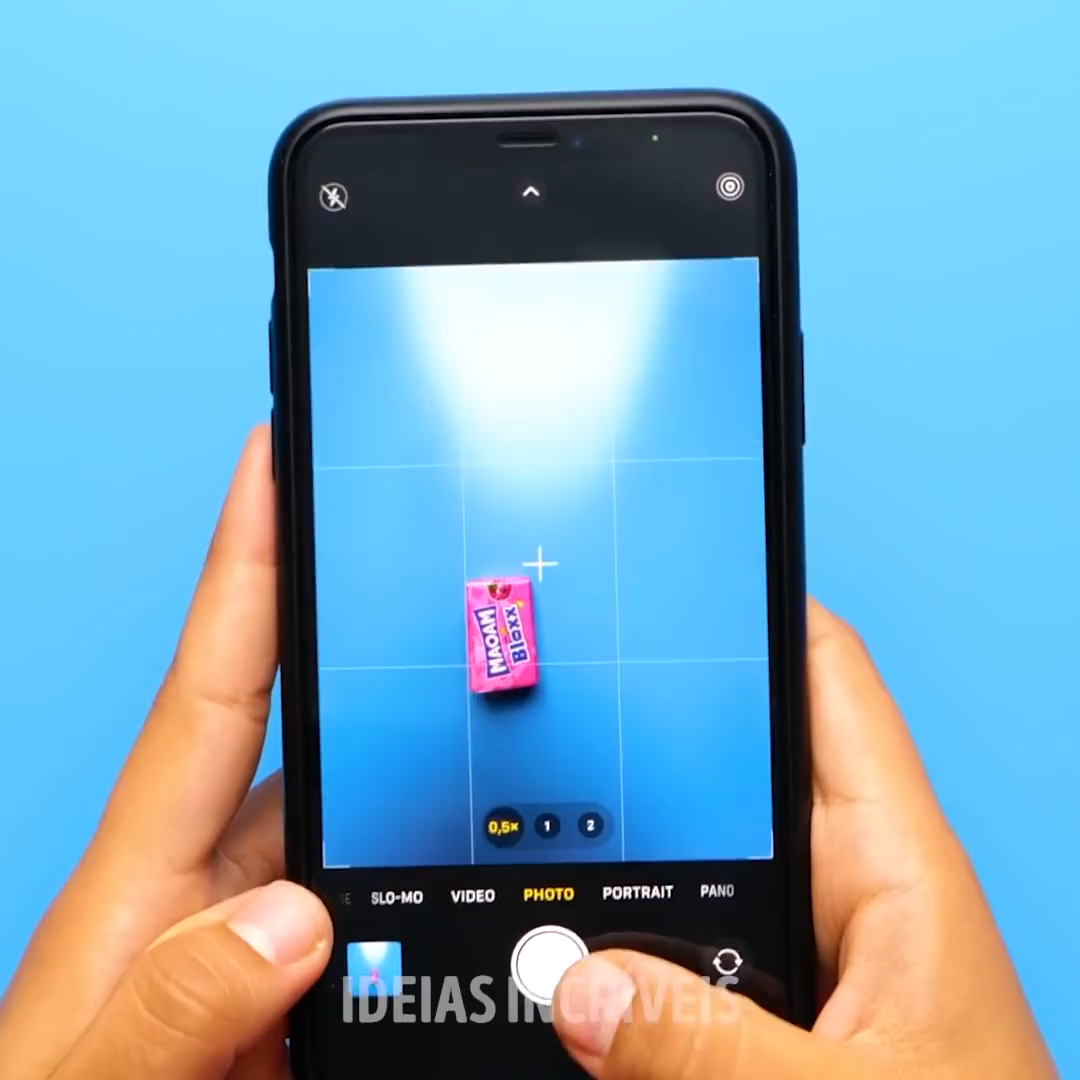 MAOAM
Bloxx
0,5×
1
2
SLO-MO VIDEO PHOTO PORTRAIT PANO
IDEIAS INCRÍVEIS